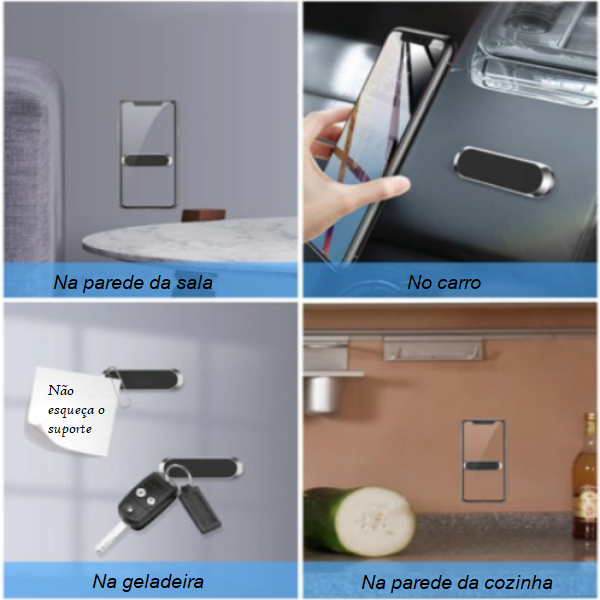 Na parede da sala
No carro
Não
esqueça o
suporte
Na geladeira
Na parede da cozinha